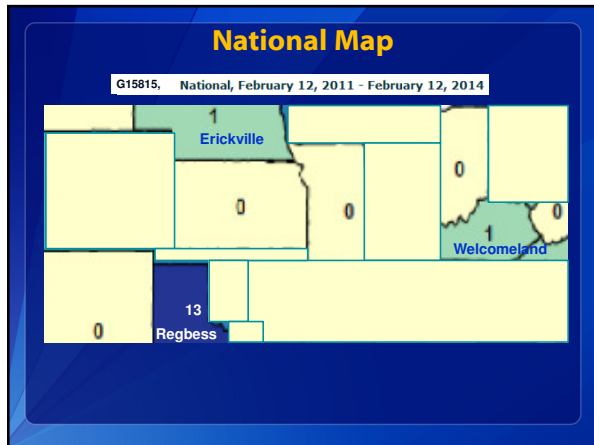 National Map
G15815, National, February 12, 2011 - February 12, 2014
1
Erickville
0
0
0
0
1
Welcomeland
13
Regbess
0